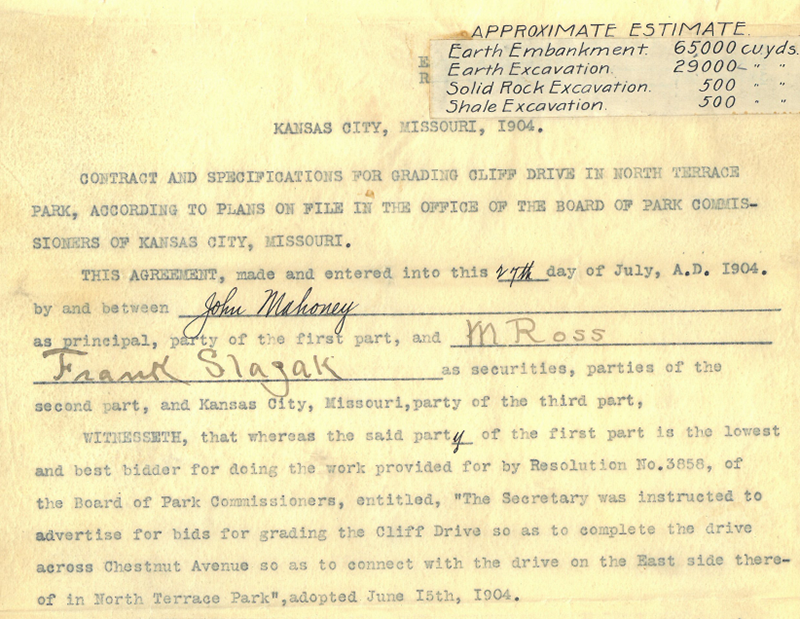 APPROXIMATE ESTIMATE.
Earth Embankment. 65,000 cu yds.
Earth Excavation. 29000 - " "
Solid Rock Excavation. 500 " "
Shale Excavation. 500 " "
E
R
KANSAS CITY, MISSOURI, 1904.
CONTRACT AND SPECIFICATIONS FOR GRADING CLIFF DRIVE IN NORTH TERRACE
PARK, ACCORDING TO PLANS ON FILE IN THE OFFICE OF THE BOARD OF PARK COMMIS-
SIONERS OF KANSAS CITY, MISSOURI.
THIS AGREEMENT, made and entered into this 27th day of July, A.D. 1904.
by and between John Mahoney
as principal, party of the first part, and M Ross
Frank Slazak as securities, parties of the
second part, and Kansas City, Missouri,party of the third part,
WITNESSETH, that whereas the said party of the first part is the lowest
and best bidder for doing the work provided for by Resolution No.3858, of
the Board of Park Commissioners, entitled, "The Secretary was instructed to
advertise for bids for grading the Cliff Drive so as to complete the drive
across Chestnut Avenue so as to connect with the drive on the East side there-
of in North Terrace Park",adopted June 15th, 1904.